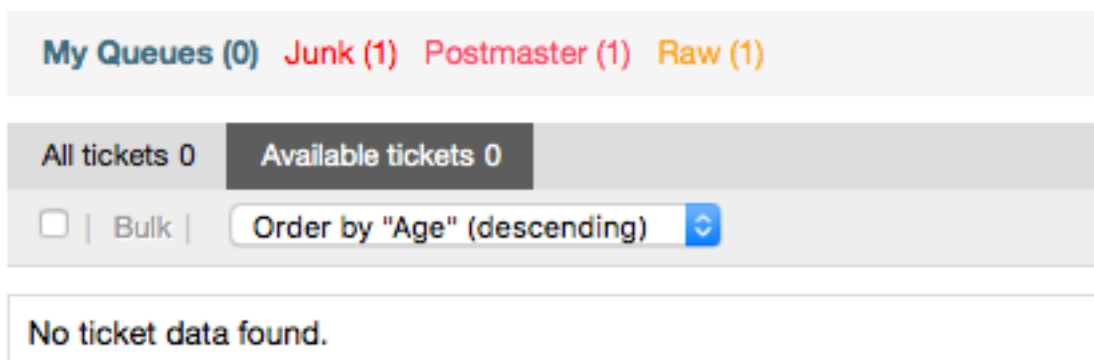 My Queues (0) Junk (1) Postmaster (1) Raw (1)
All tickets 0 Available tickets 0
| Bulk | Order by "Age" (descending)
No ticket data found.